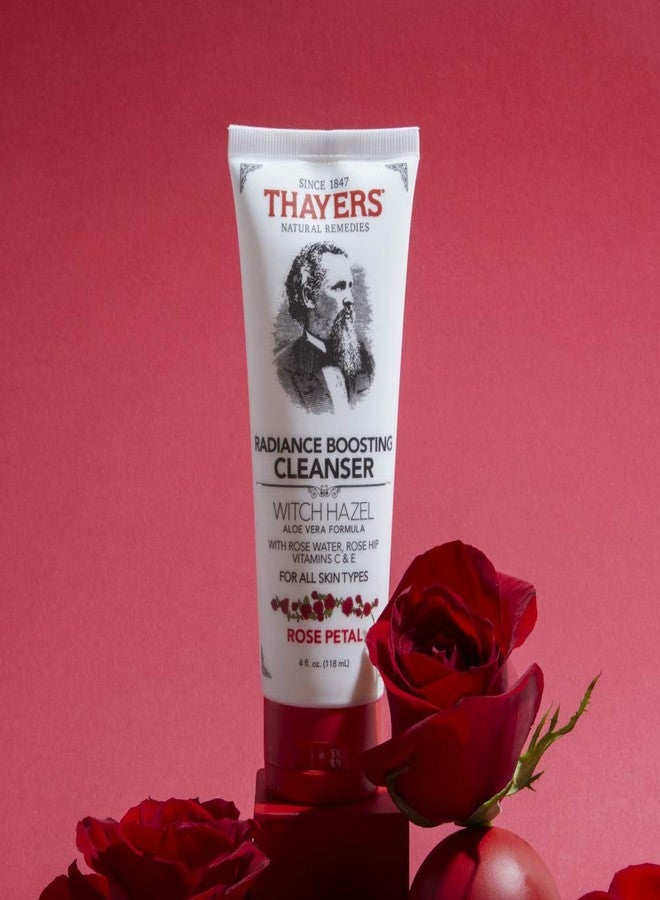 SINCE 1847
THAYERS
NATURAL REMEDIES
RADIANCE BOOSTING
CLEANSER
WITCH HAZEL
ALOE VERA FORMULA
WITH ROSE WATER, ROSE HIP
VITAMINS C & E
FOR ALL SKIN TYPES
ROSE PETAL
4 fl. oz. (118 mL)